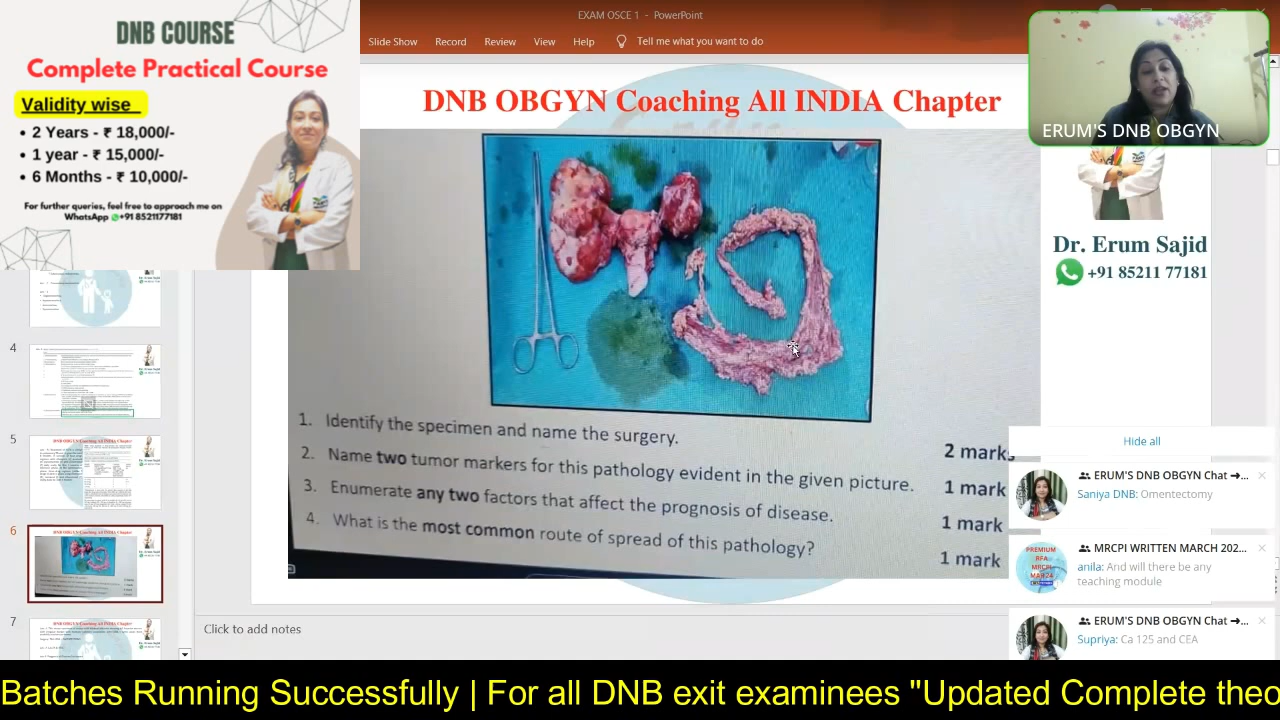 DNB COURSE
Complete Practical Course
Validity wise
• 2 Years - ₹ 18,000/-
• 1 year - ₹ 15,000/-
• 6 Months - ₹ 10,000/-
For further queries, feel free to approach me on
WhatsApp +91 8521177181
EXAM OSCE 1 - PowerPoint
Slide Show Record Review View Help Tell me what you want to do
ERUM'S DNB OBGYN
DNB OBGYN Coaching All INDIA Chapter
Dr. Erum Sajid
+91 85211 77181
1. Identify the specimen and name the surgery. 2 marks
2. Name two tumor markers for this pathology evident in the given picture. 1 mark
3. Enumerate any two factors that affect the prognosis of disease. 1 mark
4. What is the most common route of spread of this pathology? 1 mark
4
5
6
7
Hide all
ERUM'S DNB OBGYN Chat ➔...
Saniya DNB: Omentectomy
MRCPI WRITTEN MARCH 202...
anila: And will there be any
teaching module
ERUM'S DNB OBGYN Chat ➔...
Supriya: Ca 125 and CEA
Click to add notes
Batches Running Successfully | For all DNB exit examinees "Updated Complete theo